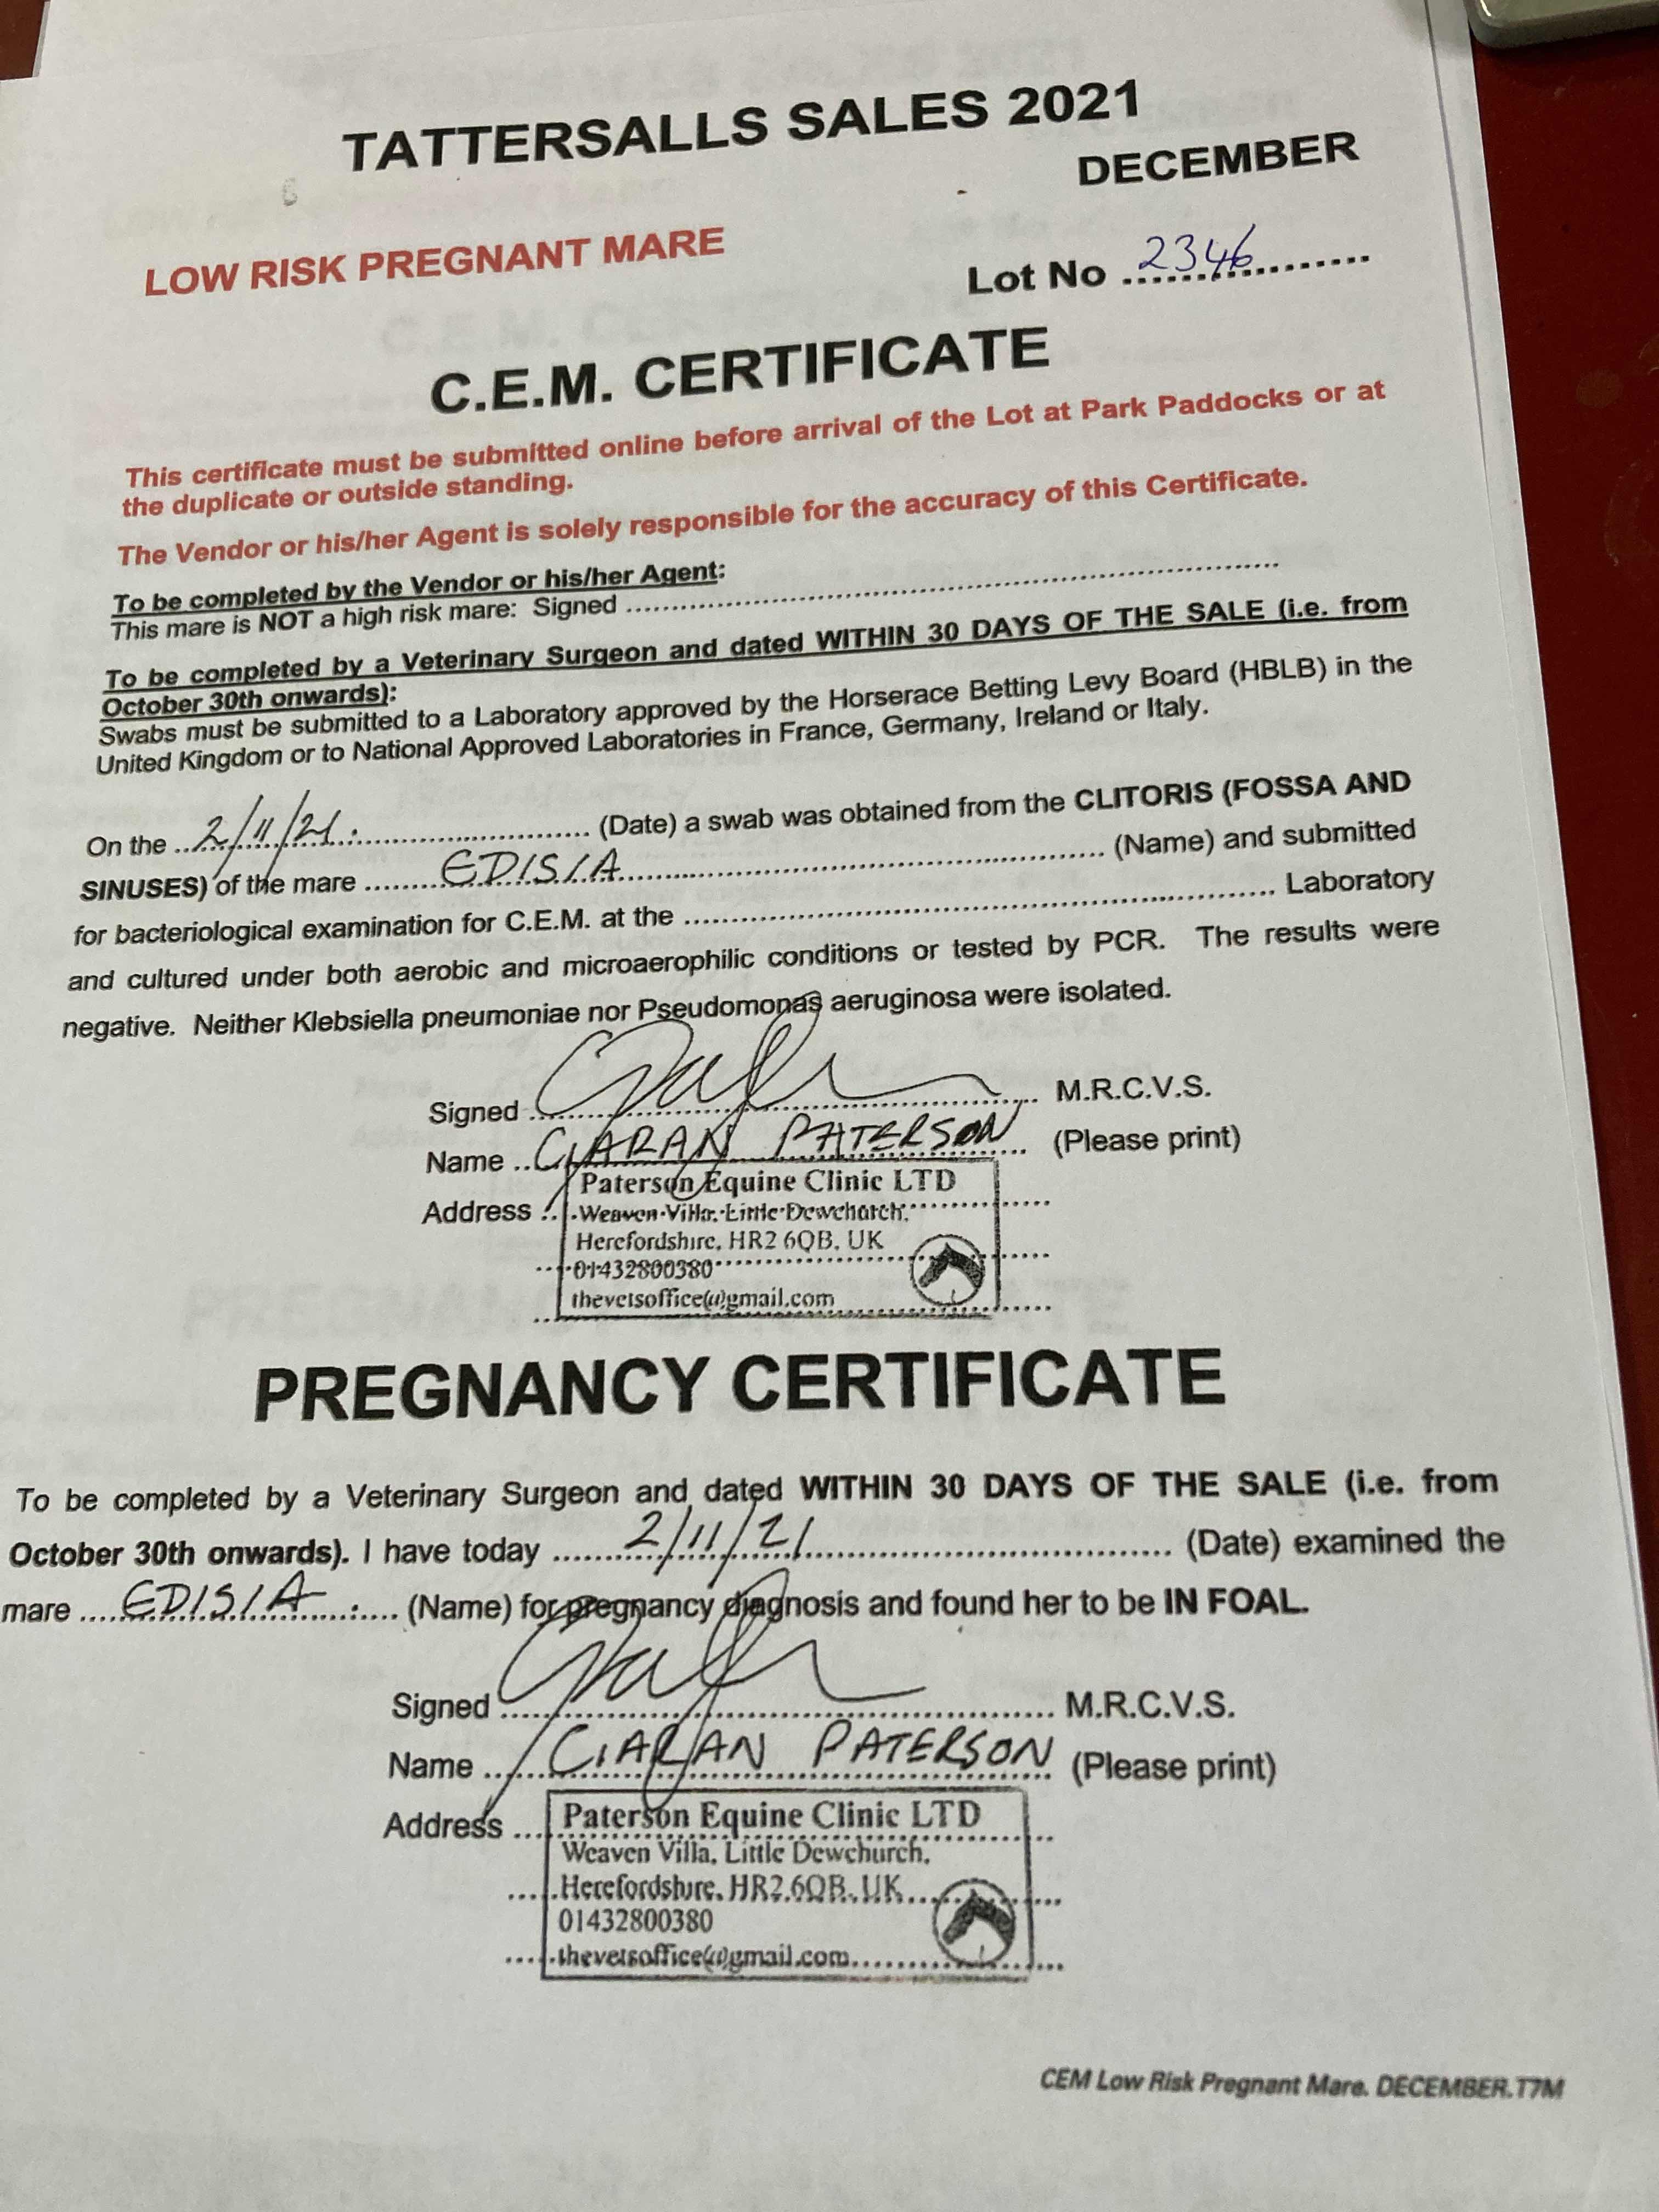 TATTERSALLS SALES 2021
DECEMBER
LOW RISK PREGNANT MARE
Lot No ...2346...............
C.E.M. CERTIFICATE
This certificate must be submitted online before arrival of the Lot at Park Paddocks or at
the duplicate or outside standing.
The Vendor or his/her Agent is solely responsible for the accuracy of this Certificate.
To be completed by the Vendor or his/her Agent:
This mare is NOT a high risk mare: Signed ................................................................
To be completed by a Veterinary Surgeon and dated WITHIN 30 DAYS OF THE SALE (i.e. from
October 30th onwards):
Swabs must be submitted to a Laboratory approved by the Horserace Betting Levy Board (HBLB) in the
United Kingdom or to National Approved Laboratories in France, Germany, Ireland or Italy.
On the ..2/11/21............................ (Date) a swab was obtained from the CLITORIS (FOSSA AND
SINUSES) of the mare ........EDISIA.................................................. (Name) and submitted
for bacteriological examination for C.E.M. at the ............................................................ Laboratory
and cultured under both aerobic and microaerophilic conditions or tested by PCR. The results were
negative. Neither Klebsiella pneumoniae nor Pseudomonas aeruginosa were isolated.
Signed .................................................. M.R.C.V.S.
Name ..CIARAN PATERSON.. (Please print)
Paterson Equine Clinic LTD
Address ... Weaven Villa, Little Dewchurch,
Herefordshire, HR2 6QB, UK
01432800380
thevetsoffice@gmail.com
PREGNANCY CERTIFICATE
To be completed by a Veterinary Surgeon and dated WITHIN 30 DAYS OF THE SALE (i.e. from
October 30th onwards). I have today ........2/11/21.......................................... (Date) examined the
mare ....EDISIA........ (Name) for pregnancy diagnosis and found her to be IN FOAL.
Signed .................................................. M.R.C.V.S.
Name .....CIARAN PATERSON (Please print)
Address .... Paterson Equine Clinic LTD
Weaven Villa, Little Dewchurch,
Herefordshire, HR2 6QB, UK
01432800380
thevetsoffice@gmail.com
CEM Low Risk Pregnant Mare. DECEMBER.T7M